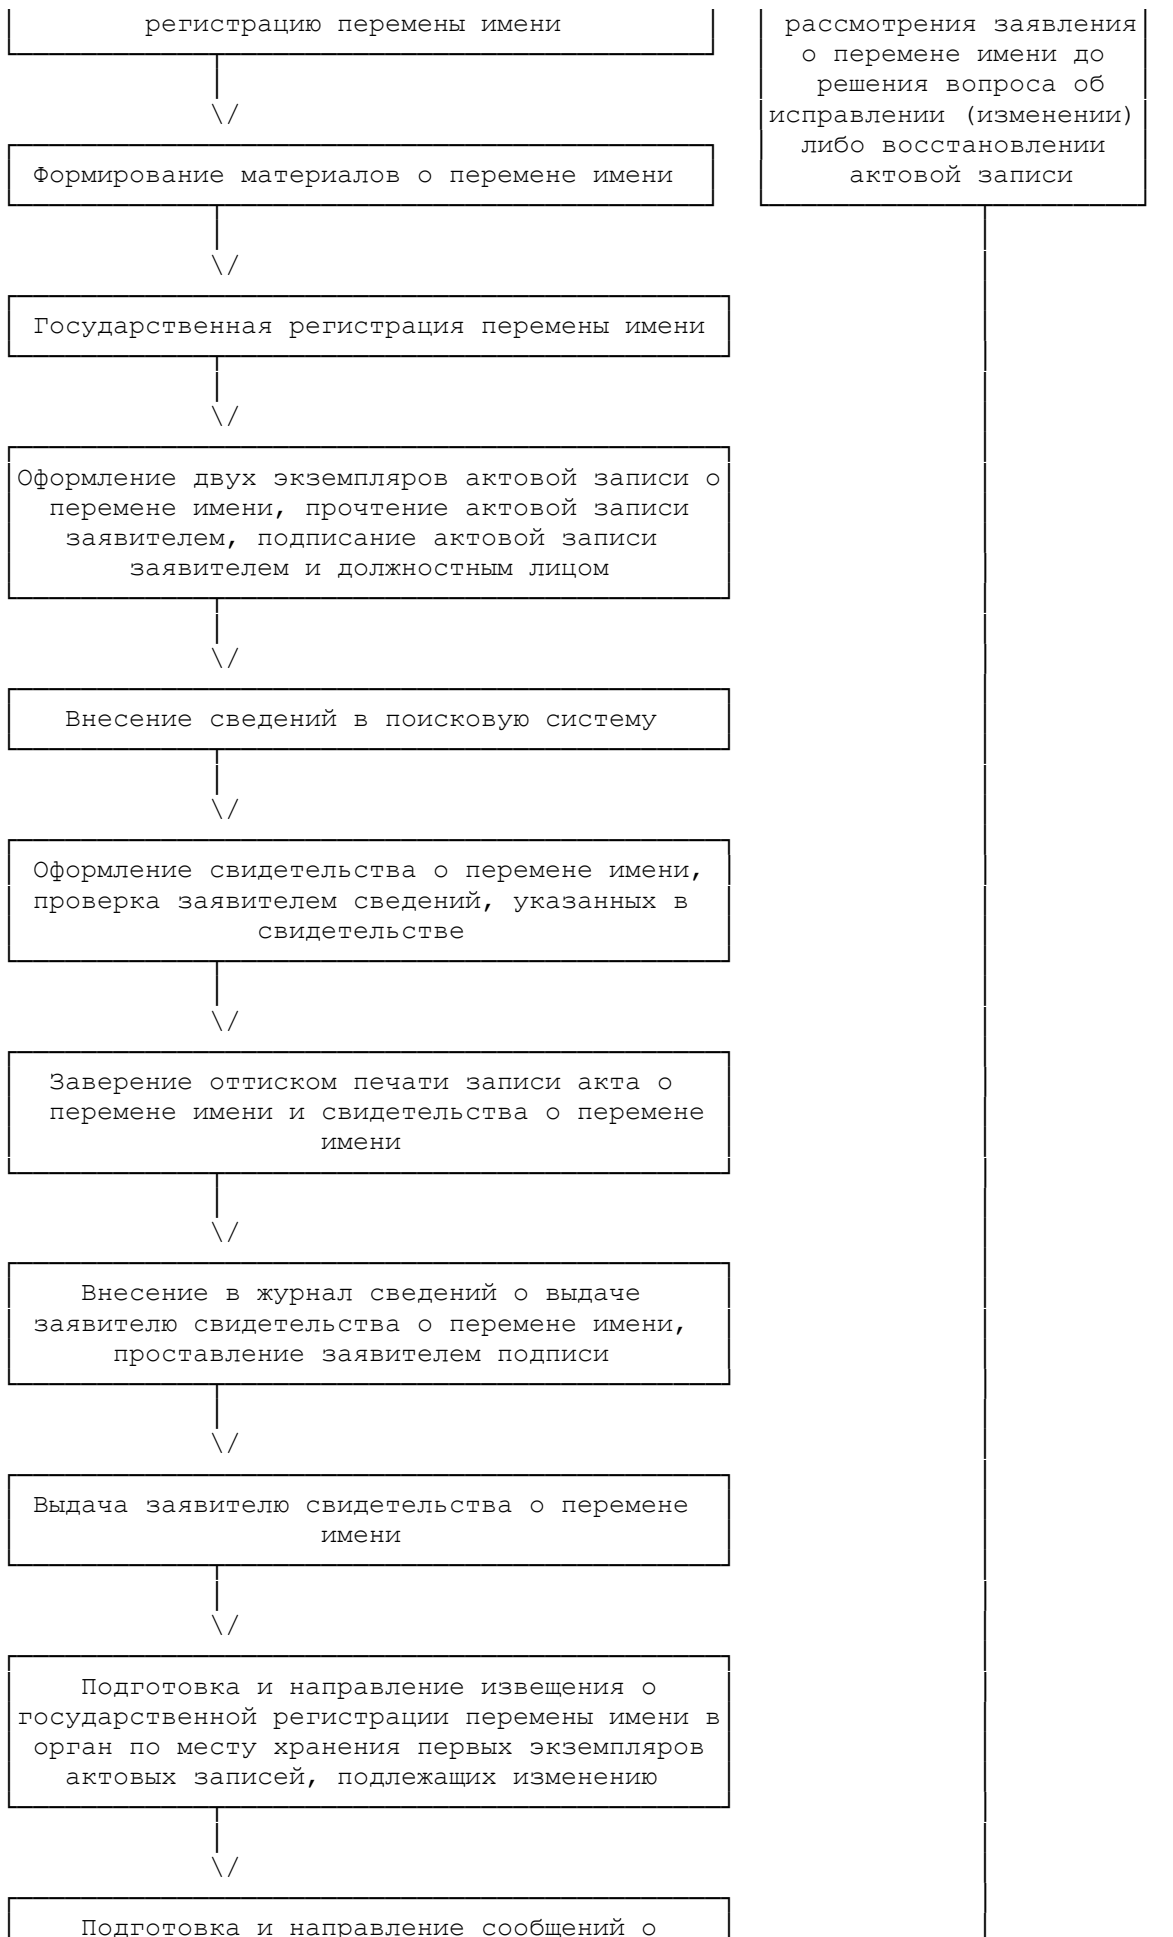 регистрацию перемены имени
рассмотрения заявления
о перемене имени до
решения вопроса об
исправлении (изменении)
либо восстановлении
актовой записи
Формирование материалов о перемене имени
Государственная регистрация перемены имени
Оформление двух экземпляров актовой записи о
перемене имени, прочтение актовой записи
заявителем, подписание актовой записи
заявителем и должностным лицом
Внесение сведений в поисковую систему
Оформление свидетельства о перемене имени,
проверка заявителем сведений, указанных в
свидетельстве
Заверение оттиском печати записи акта о
перемене имени и свидетельства о перемене
имени
Внесение в журнал сведений о выдаче
заявителю свидетельства о перемене имени,
проставление заявителем подписи
Выдача заявителю свидетельства о перемене
имени
Подготовка и направление извещения о
государственной регистрации перемены имени в
орган по месту хранения первых экземпляров
актовых записей, подлежащих изменению
Подготовка и направление сообщений о